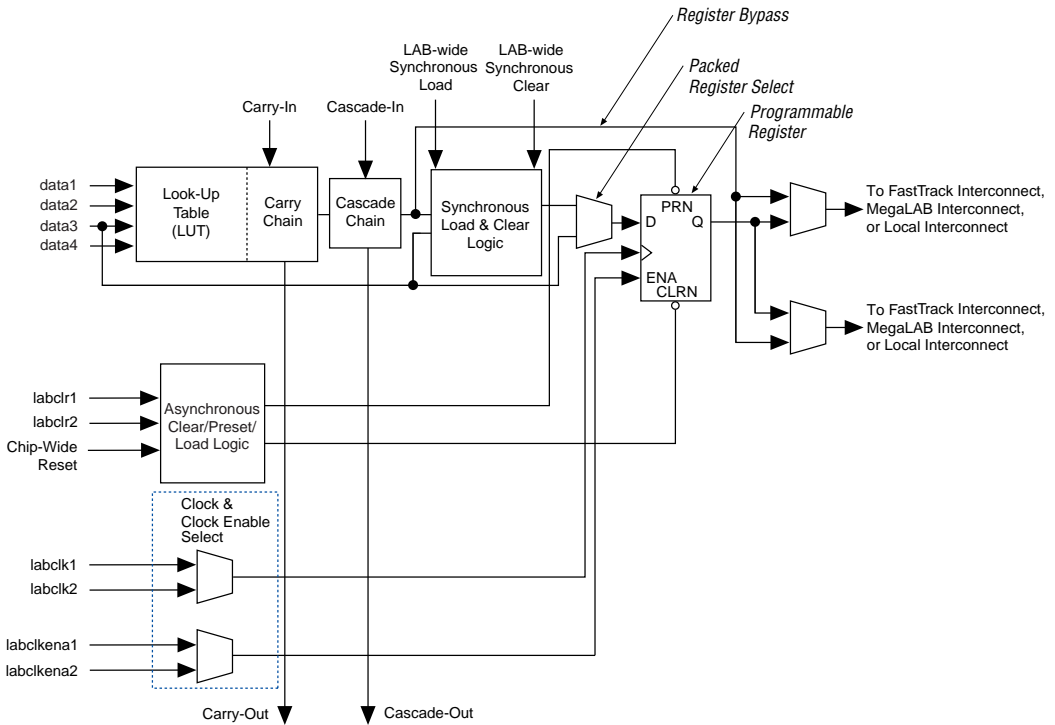 Register Bypass
Packed
Register Select
Programmable
Register
LAB-wide
Synchronous
Load
LAB-wide
Synchronous
Clear
Carry-In
Cascade-In
data1
data2
data3
data4
Look-Up
Table
(LUT)
Carry
Chain
Cascade
Chain
Synchronous
Load & Clear
Logic
PRN
D
Q
ENA
CLRN
To FastTrack Interconnect,
MegaLAB Interconnect,
or Local Interconnect
To FastTrack Interconnect,
MegaLAB Interconnect,
or Local Interconnect
labclr1
labclr2
Chip-Wide
Reset
Asynchronous
Clear/Preset/
Load Logic
Clock &
Clock Enable
Select
labclk1
labclk2
labclkena1
labclkena2
Carry-Out
Cascade-Out